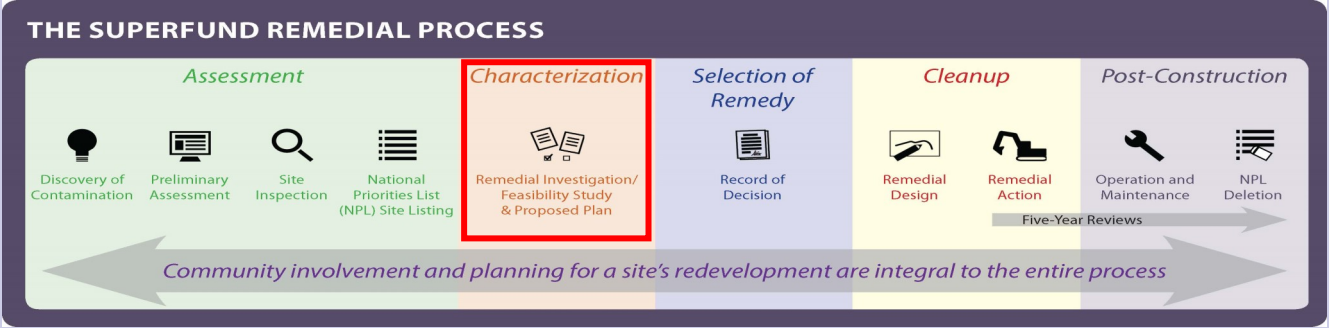 THE SUPERFUND REMEDIAL PROCESS
Assessment
Discovery of
Contamination
Preliminary
Assessment
Site
Inspection
National
Priorities List
(NPL) Site Listing
Characterization
Remedial Investigation/
Feasibility Study
& Proposed Plan
Selection of
Remedy
Record of
Decision
Cleanup
Remedial
Design
Remedial
Action
Post-Construction
Operation and
Maintenance
NPL
Deletion
Five-Year Reviews
Community involvement and planning for a site's redevelopment are integral to the entire process